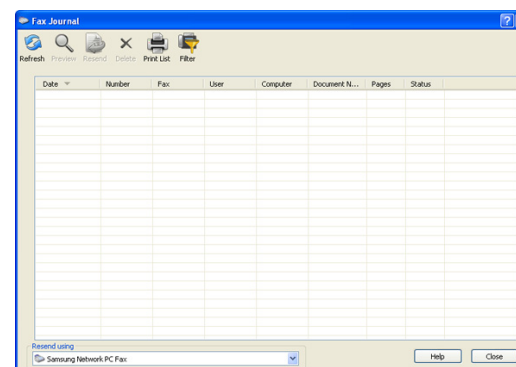 Fax Journal
Refresh Preview Resend Delete Print List Filter
Date Number Fax User Computer Document N... Pages Status
Resend using
Samsung Network PC Fax
Help Close